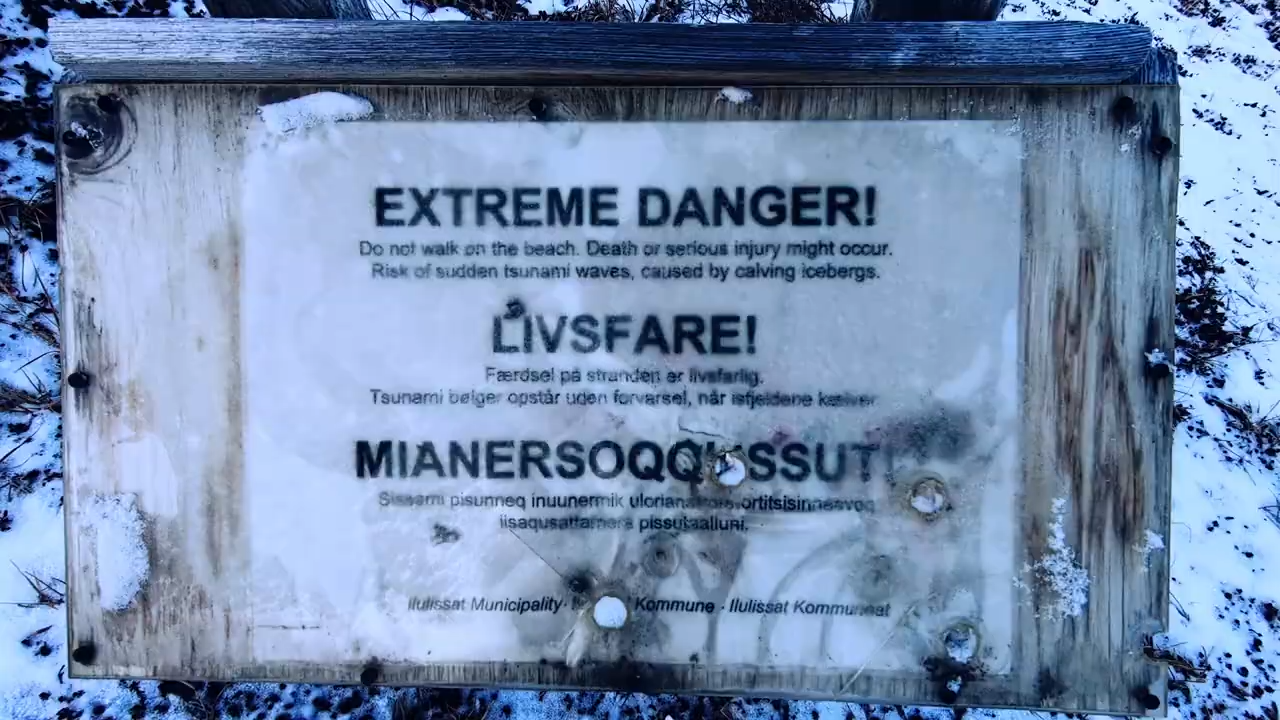 EXTREME DANGER!
Do not walk on the beach. Death or serious injury might occur.
Risk of sudden tsunami waves, caused by calving icebergs.
LIVSFARE!
Færdsel på stranden er livsfarlig.
Tsunami bølger opstår uden forvarsel, når isfjeldene kælver
Sissami pisunneq inuunermik
pissutaalluni.
Ilulissat Municipality · Kommune · Ilulissat Kommuneat